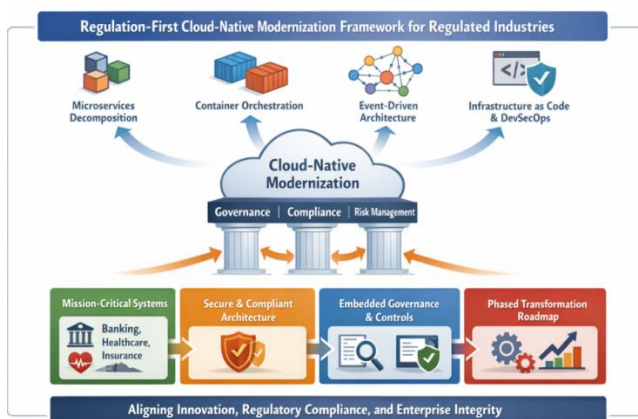 Regulation-First Cloud-Native Modernization Framework for Regulated Industries
Microservices
Decomposition
Container Orchestration
Event-Driven
Architecture
</>
Infrastructure as Code
& DevSecOps
Cloud-Native
Modernization
Governance | Compliance | Risk Management
Mission-Critical Systems
Banking,
Healthcare,
Insurance
Secure & Compliant
Architecture
Embedded Governance
& Controls
Phased Transformation
Roadmap
Aligning Innovation, Regulatory Compliance, and Enterprise Integrity